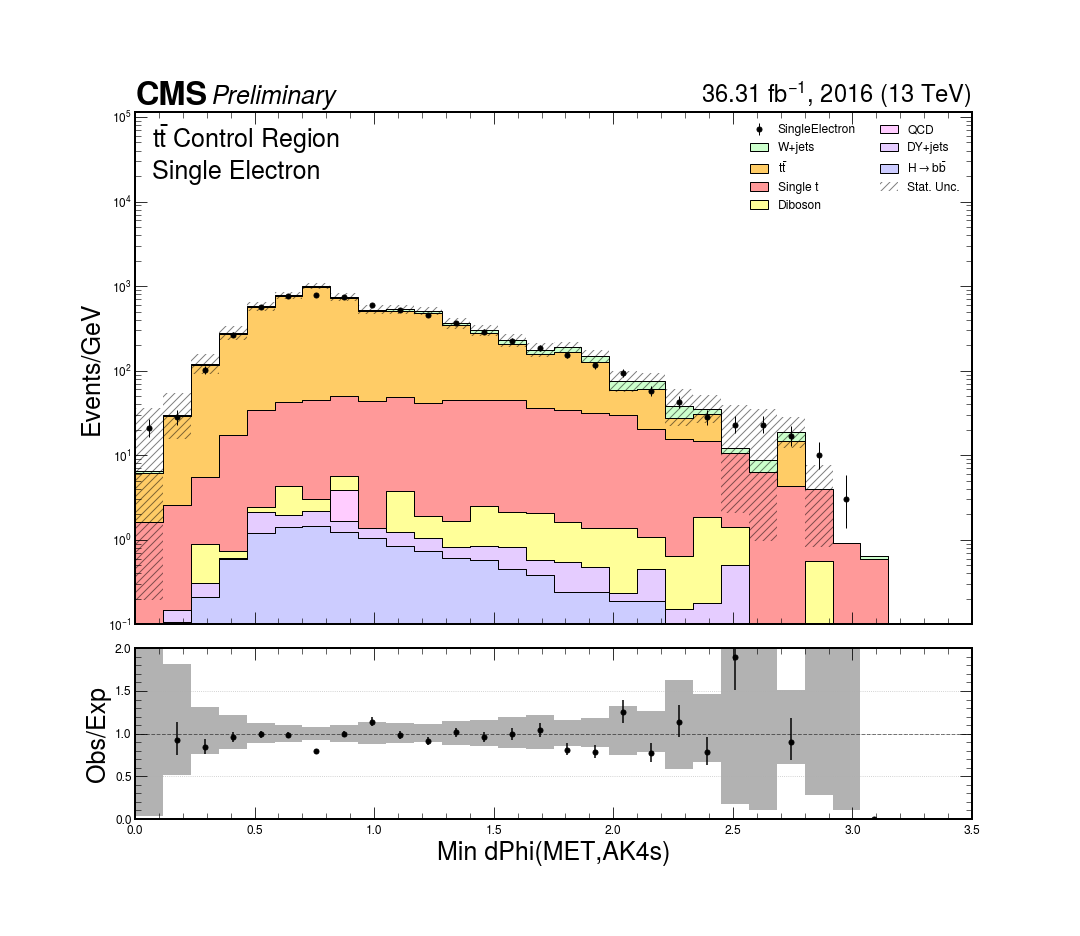 CMS Preliminary 36.31 fb⁻¹, 2016 (13 TeV)
tt̄ Control Region
Single Electron
SingleElectron
W+jets
tt̄
Single t
Diboson
QCD
DY+jets
H→bb̄
Stat. Unc.
Events/GeV
10⁵
10⁴
10³
10²
10¹
10⁰
10⁻¹
Obs/Exp
2.0
1.5
1.0
0.5
0.0
0.0 0.5 1.0 1.5 2.0 2.5 3.0 3.5
Min dPhi(MET,AK4s)